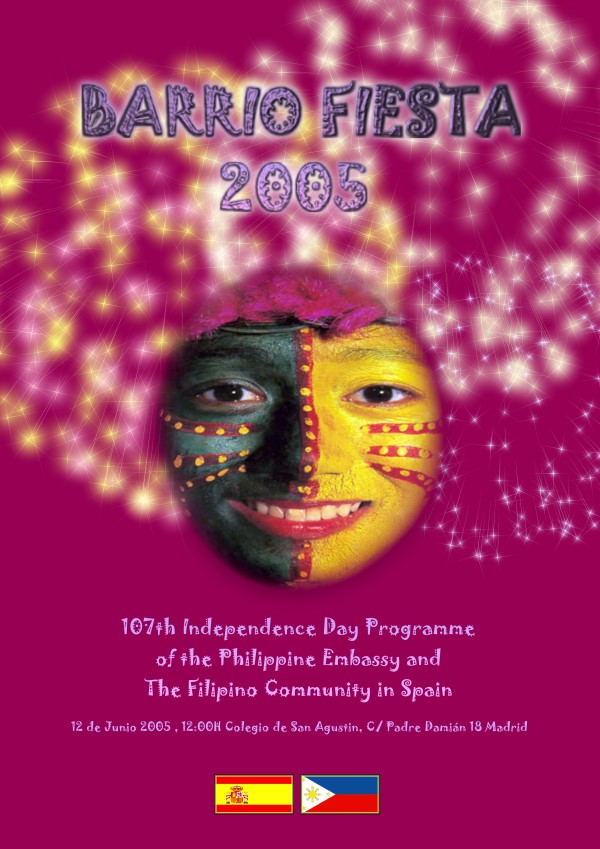 BARRIO FIESTA
2005
107th Independence Day Programme
of the Philippine Embassy and
The Filipino Community in Spain
12 de Junio 2005 , 12:00H Colegio de San Agustin, C/ Padre Damián 18 Madrid